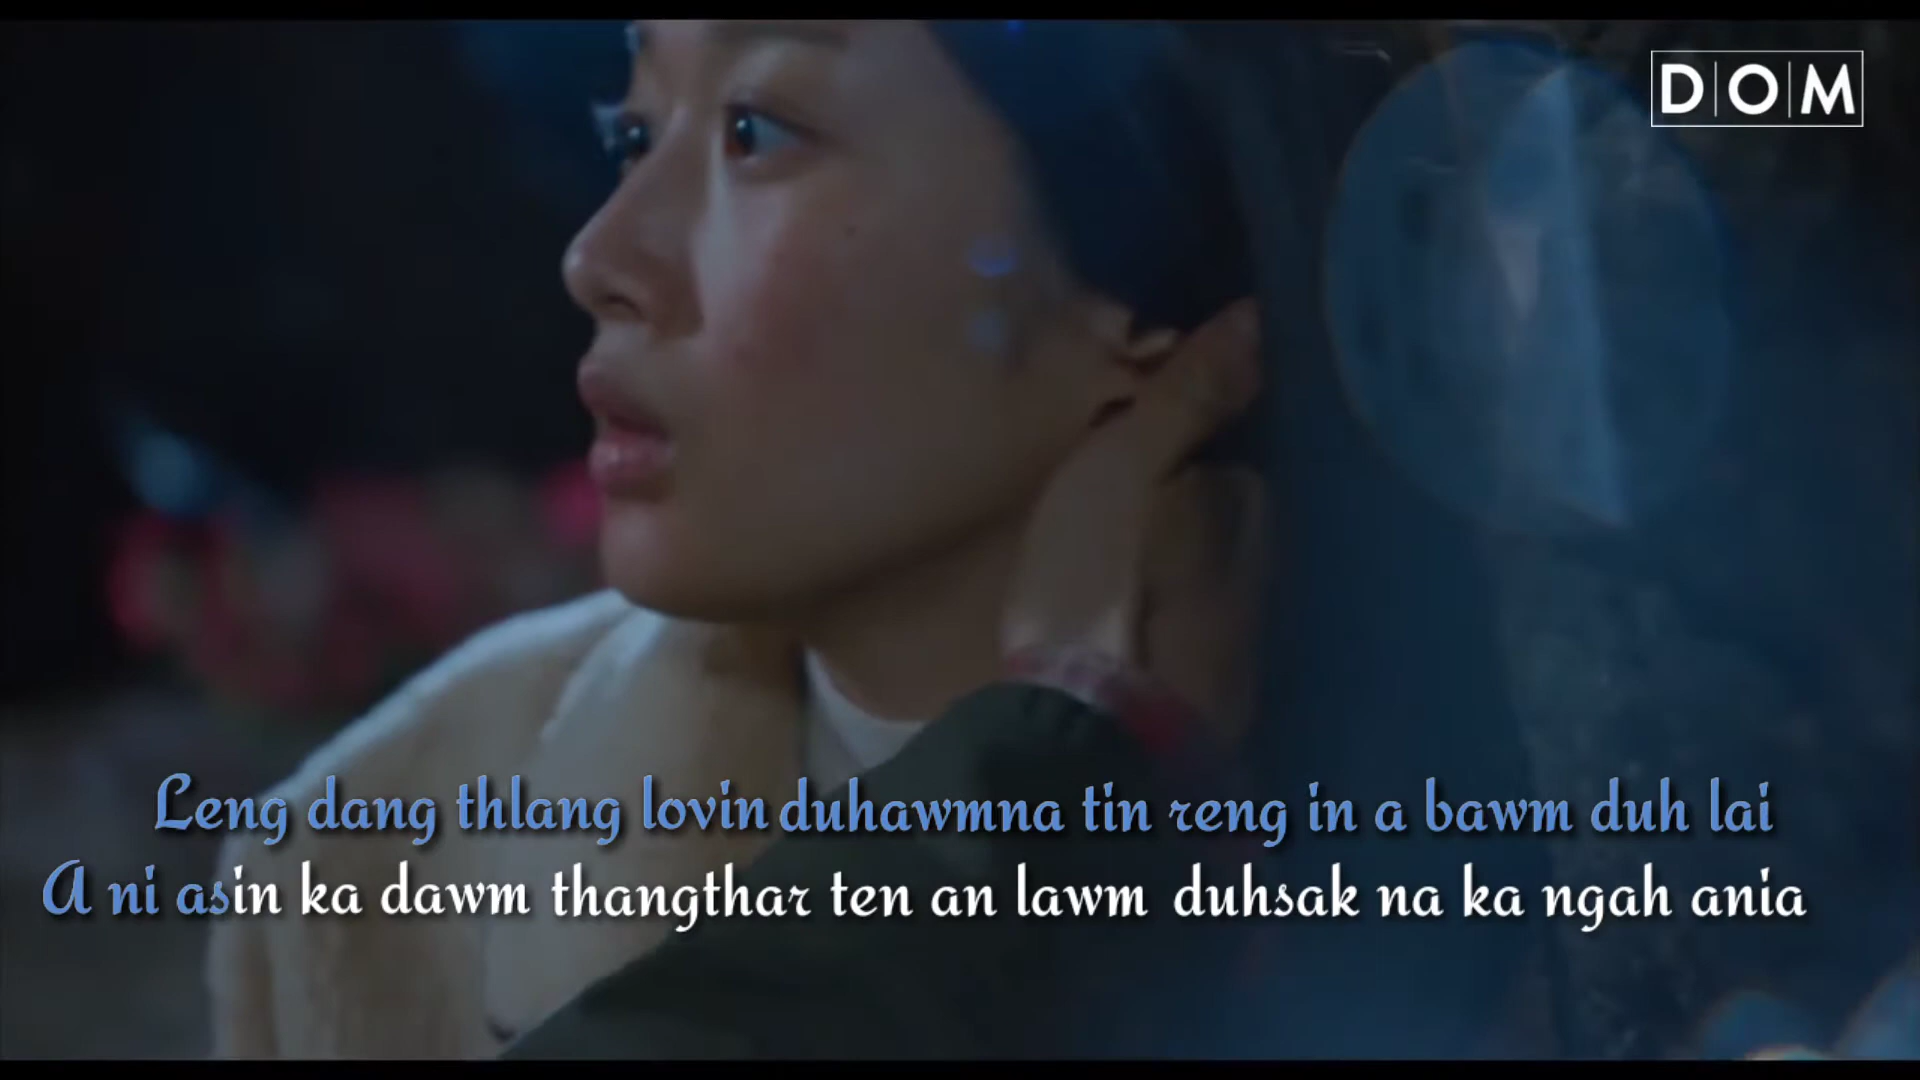 D|O|M
Leng dang thlang lovin duhawmna tin reng in a bawm duh lai
A ni asin ka dawm thangthar ten an lawm duhsak na ka ngah ania